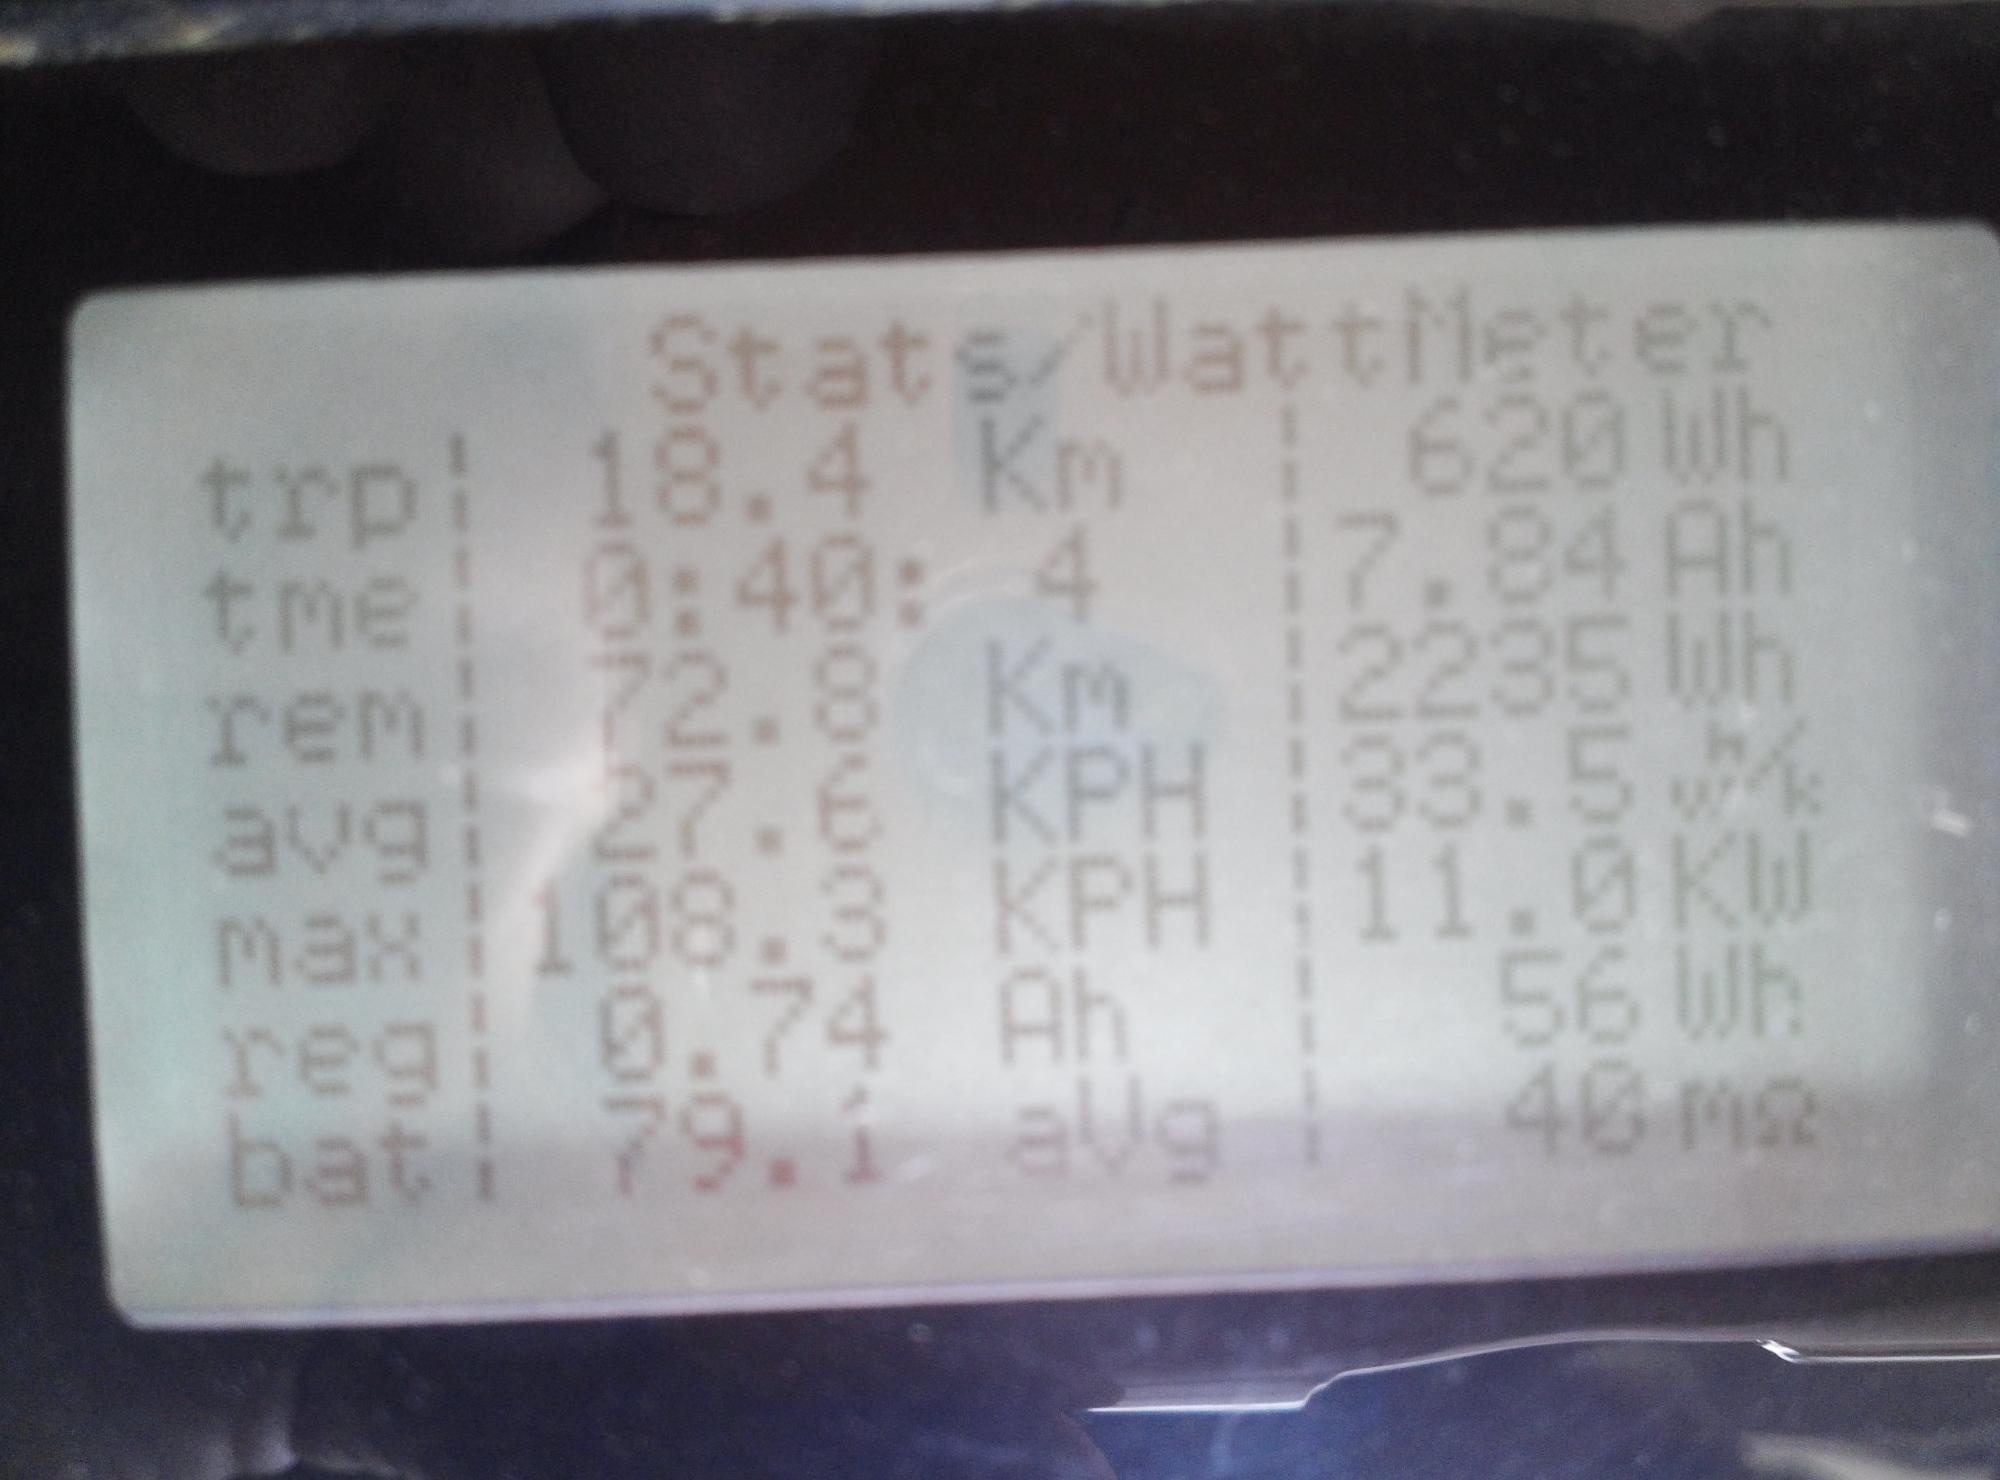 Stats/WattMeter
trp | 18.4 Km | 620 Wh
tme | 0:40: 4 | 7.84 Ah
rem | 72.8 Km | 2235 Wh
avg | 27.6 KPH | 33.5 wh/k
max | 108.3 KPH | 11.0 KW
reg | 0.74 Ah | 56 Wh
bat | 79.1 aVg | 40 mΩ